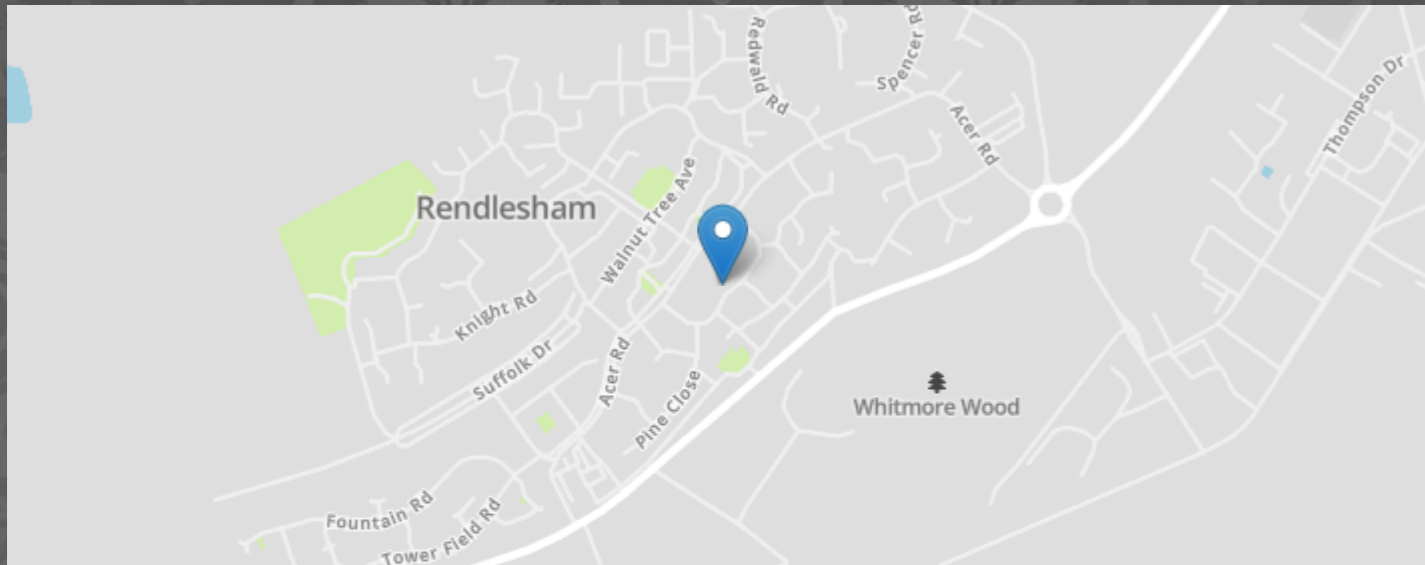 Redwald Rd
Spencer Rd
Thompson Dr
Acer Rd
Walnut Tree Ave
Rendlesham
Knight Rd
Suffolk Dr
Acer Rd
Pine Close
Whitmore Wood
Fountain Rd
Tower Field Rd